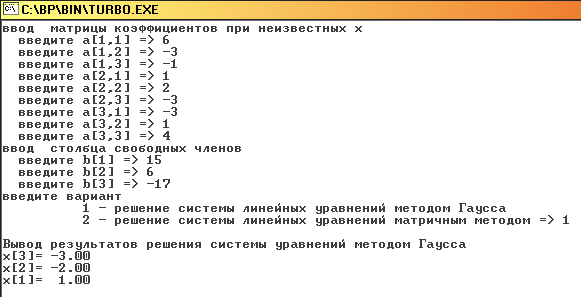 C:\BP\BIN\TURBO.EXE
ввод матрицы коэффициентов при неизвестных x
введите a[1,1] => 6
введите a[1,2] => -3
введите a[1,3] => -1
введите a[2,1] => 1
введите a[2,2] => 2
введите a[2,3] => -3
введите a[3,1] => -3
введите a[3,2] => 1
введите a[3,3] => 4
ввод столбца свободных членов
введите b[1] => 15
введите b[2] => 6
введите b[3] => -17
введите вариант
1 - решение системы линейных уравнений методом Гаусса
2 - решение системы линейных уравнений матричным методом => 1
Вывод результатов решения системы уравнений методом Гаусса
x[3]= -3.00
x[2]= -2.00
x[1]= 1.00